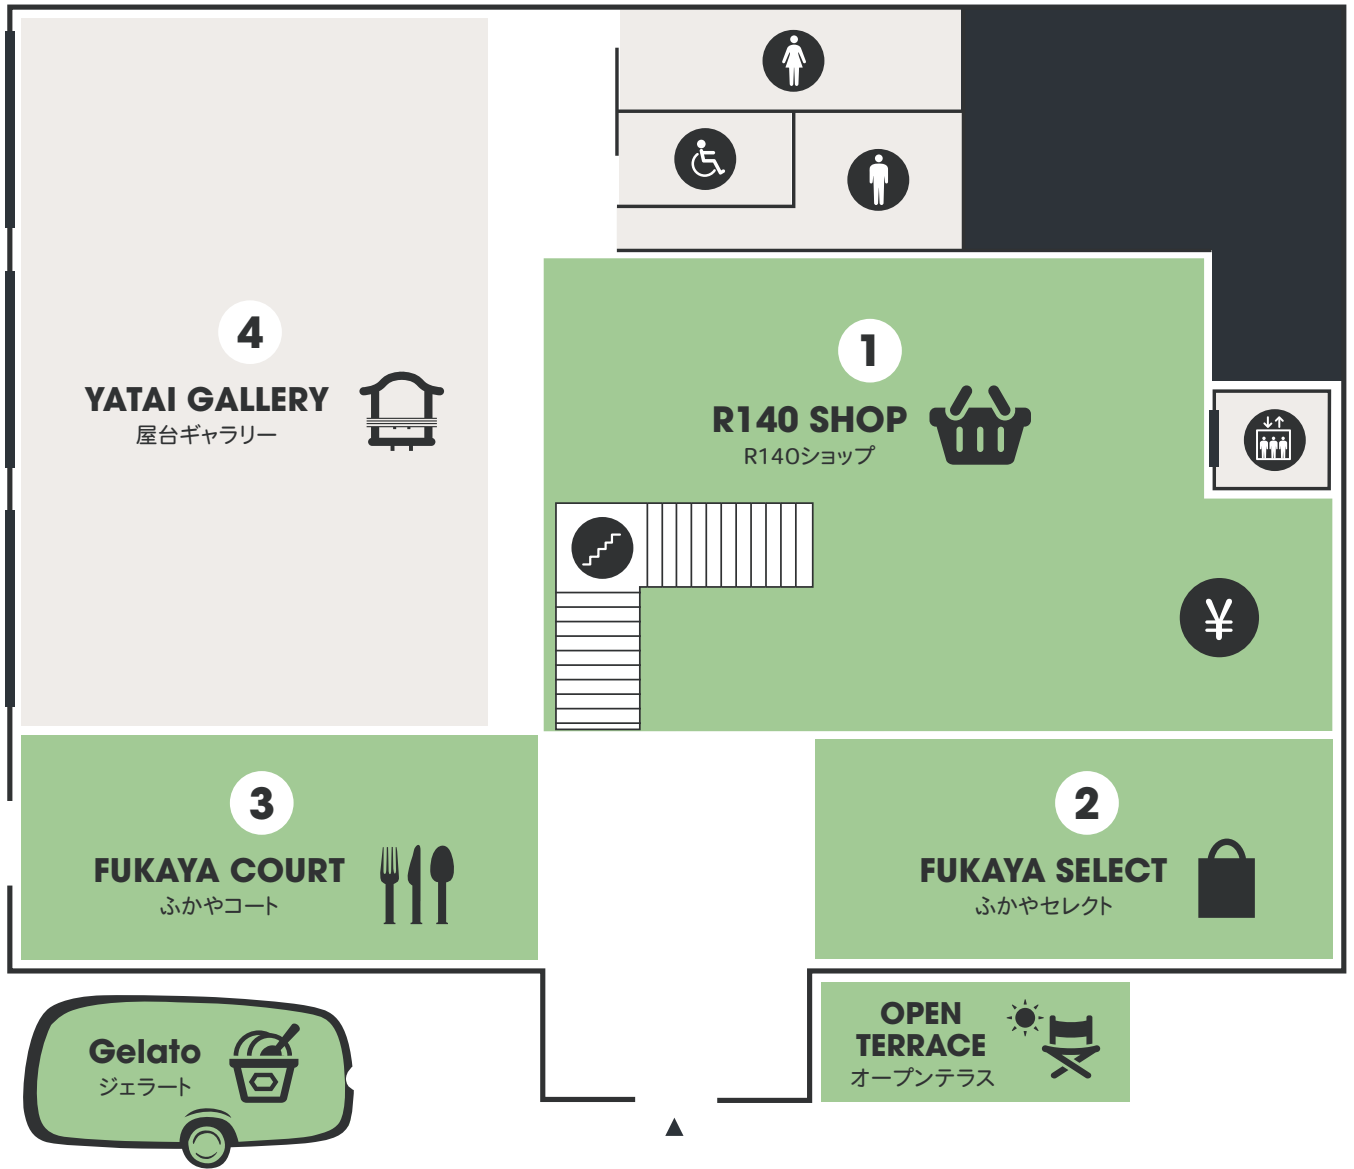 4
YATAI GALLERY
屋台ギャラリー
1
R140 SHOP
R140ショップ
¥
3
FUKAYA COURT
ふかやコート
2
FUKAYA SELECT
ふかやセレクト
Gelato
ジェラート
OPEN
TERRACE
オープンテラス